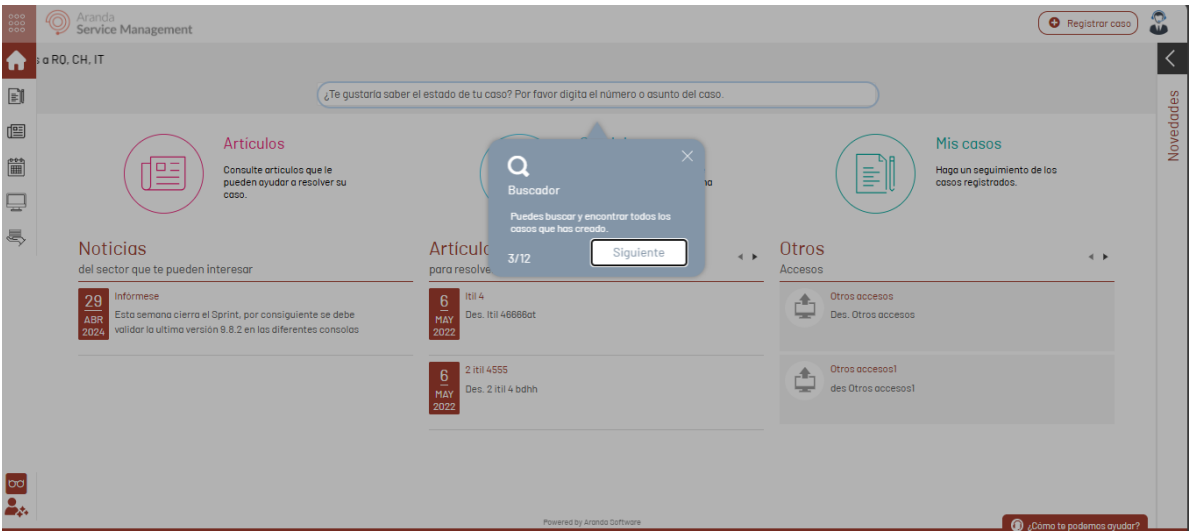 Aranda
Service Management
Registrar caso
s a RO, CH, IT
¿Te gustaría saber el estado de tu caso? Por favor digita el número o asunto del caso.
Novedades
Artículos
Consulte artículos que le
pueden ayudar a resolver su
caso.
Buscador
Puedes buscar y encontrar todos los
casos que has creado.
3/12
Siguiente
Mis casos
Haga un seguimiento de los
casos registrados.
Noticias
del sector que te pueden interesar
29
ABR
2024
Infórmese
Esta semana cierra el Sprint, por consiguiente se debe
validar la ultima versión 9.8.2 en las diferentes consolas
Artículo
para resolve
6
MAY
2022
Itil 4
Des. Itil 46666at
6
MAY
2022
2 itil 4555
Des. 2 itil 4 bdhh
Otros
Accesos
Otros accesos
Des. Otros accesos
Otros accesos1
des Otros accesos1
Powered by Aranda Software
¿Cómo te podemos ayudar?